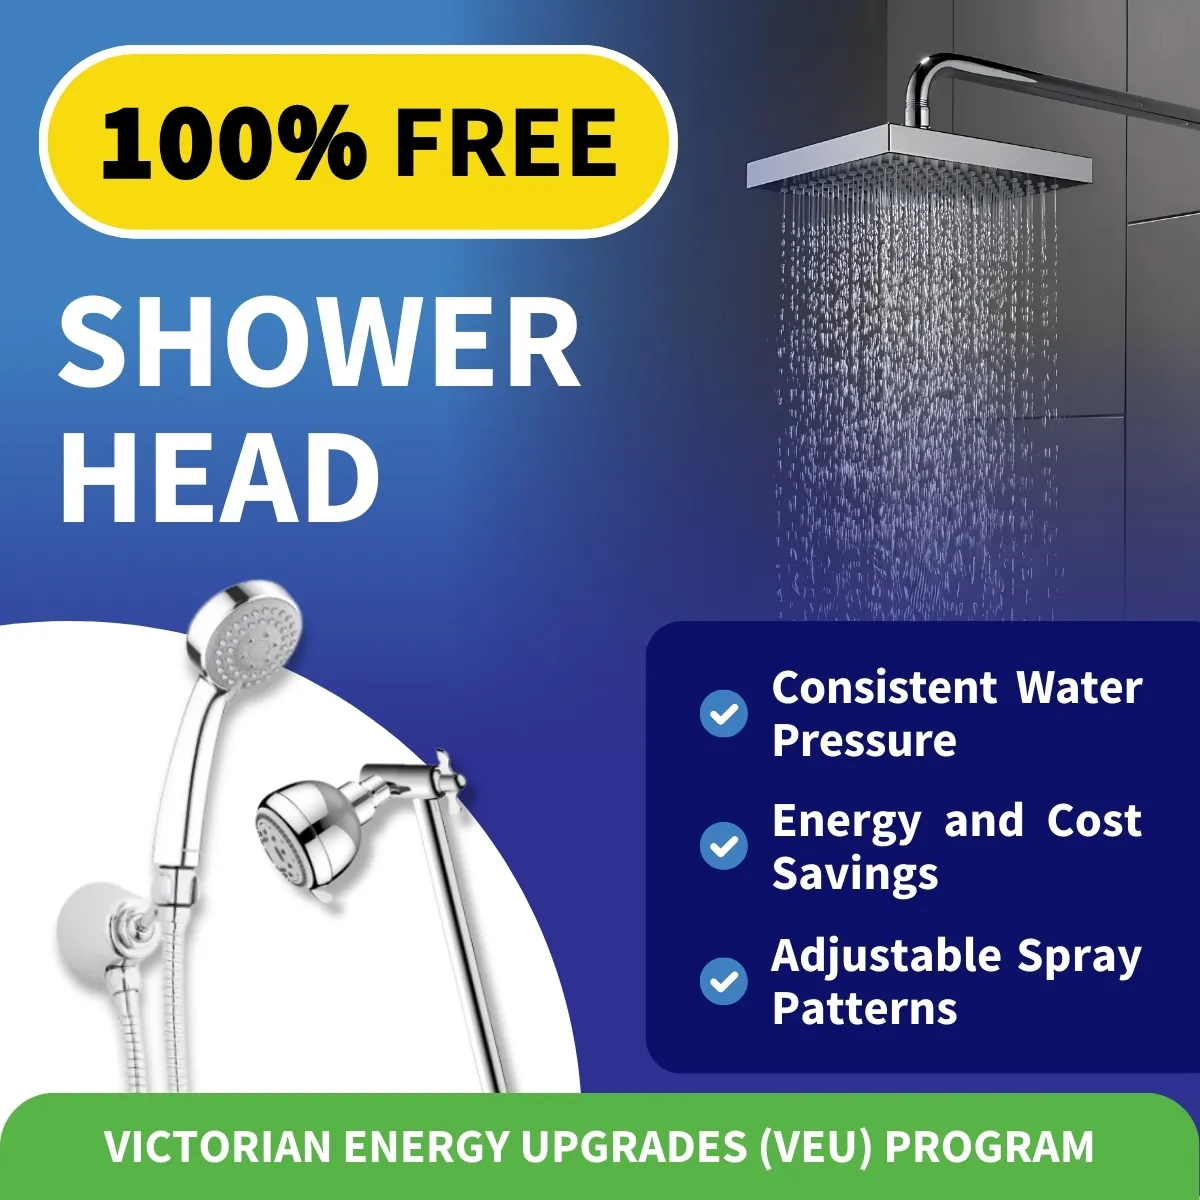 100% FREE
SHOWER
HEAD
Consistent Water
Pressure
Energy and Cost
Savings
Adjustable Spray
Patterns
VICTORIAN ENERGY UPGRADES (VEU) PROGRAM